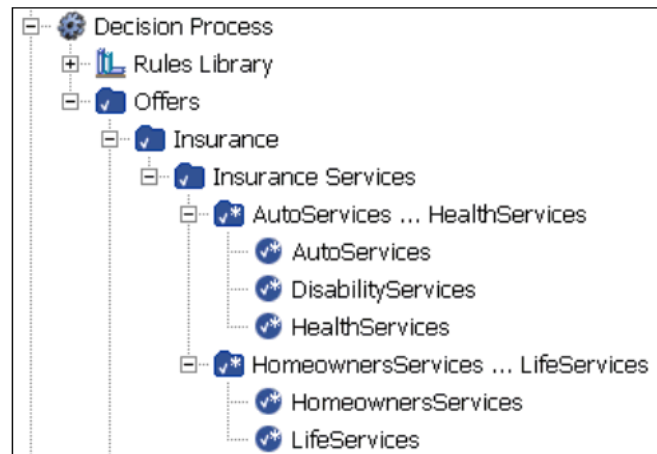 Decision Process
Rules Library
Offers
Insurance
Insurance Services
AutoServices ... HealthServices
AutoServices
DisabilityServices
HealthServices
HomeownersServices ... LifeServices
HomeownersServices
LifeServices